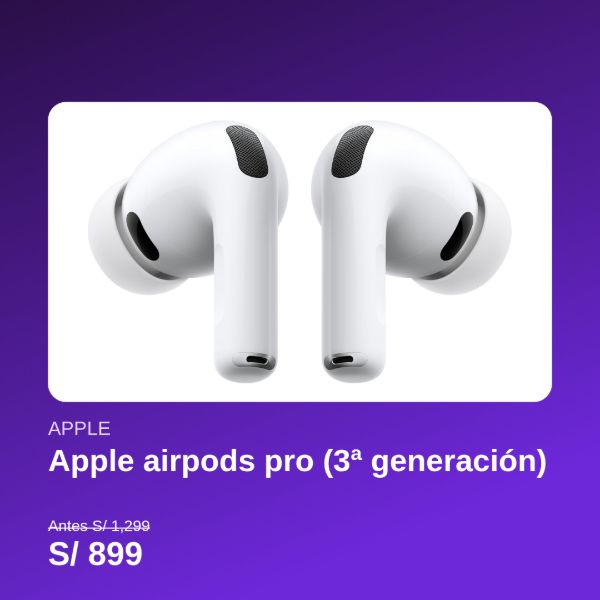 APPLE
Apple airpods pro (3ª generación)
Antes S/ 1,299
S/ 899